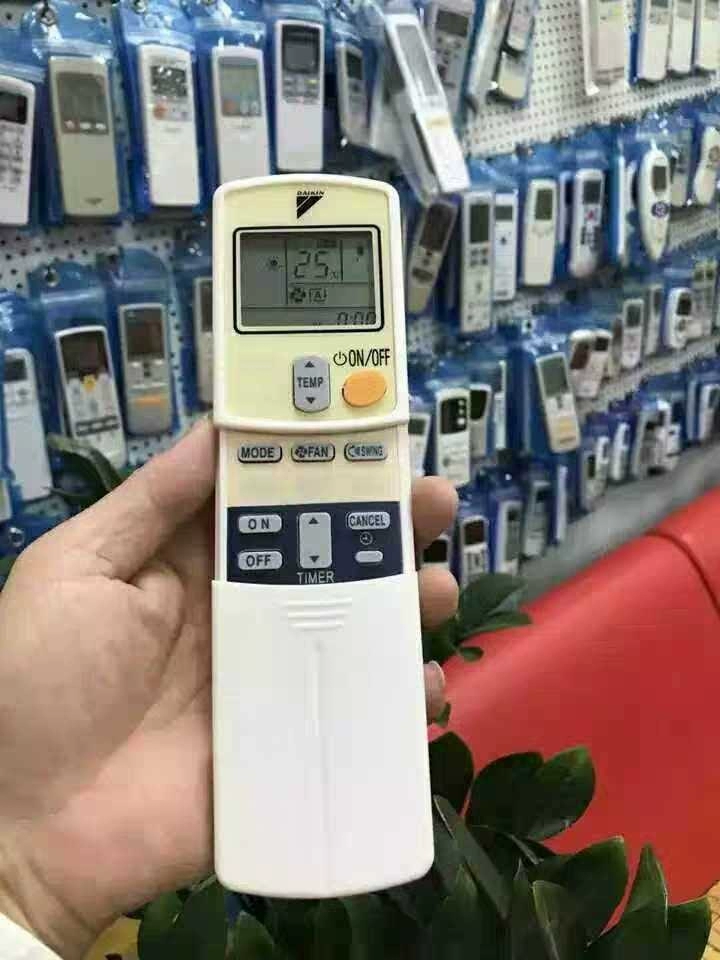 DAIKIN
25°C
A
0:00
ON/OFF
TEMP
MODE
FAN
SWING
ON
CANCEL
OFF
TIMER